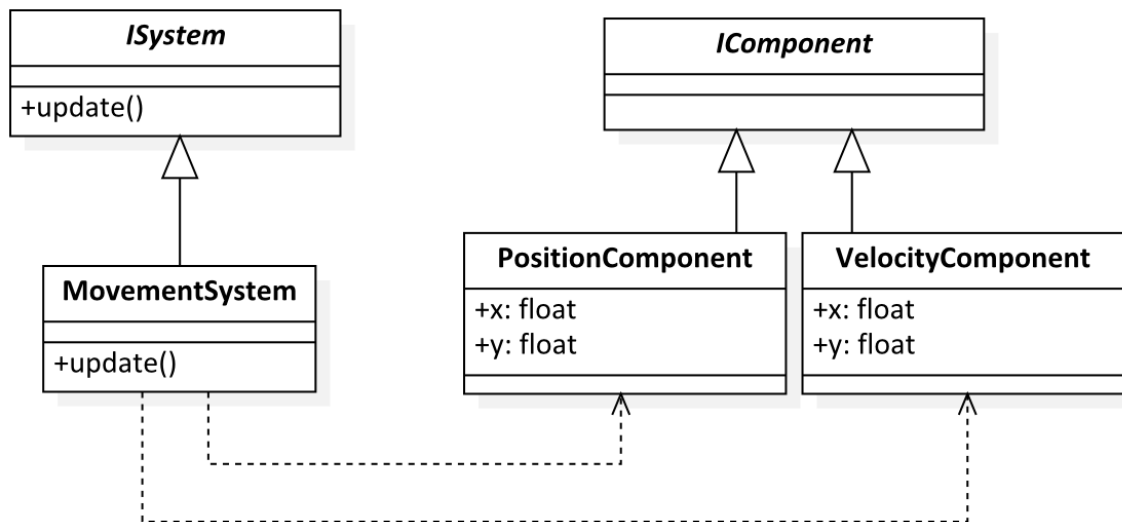 ISystem
+update()
IComponent
MovementSystem
+update()
PositionComponent
+x: float
+y: float
VelocityComponent
+x: float
+y: float